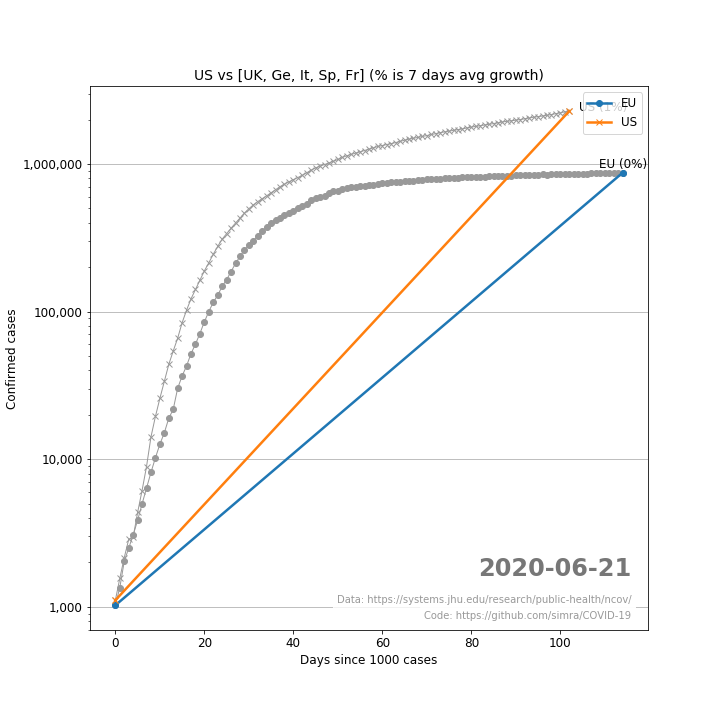 US vs [UK, Ge, It, Sp, Fr] (% is 7 days avg growth)
US (1%)
EU
US
EU (0%)
1,000,000
100,000
10,000
1,000
Confirmed cases
2020-06-21
Data: https://systems.jhu.edu/research/public-health/ncov/
Code: https://github.com/simra/COVID-19
0 20 40 60 80 100
Days since 1000 cases